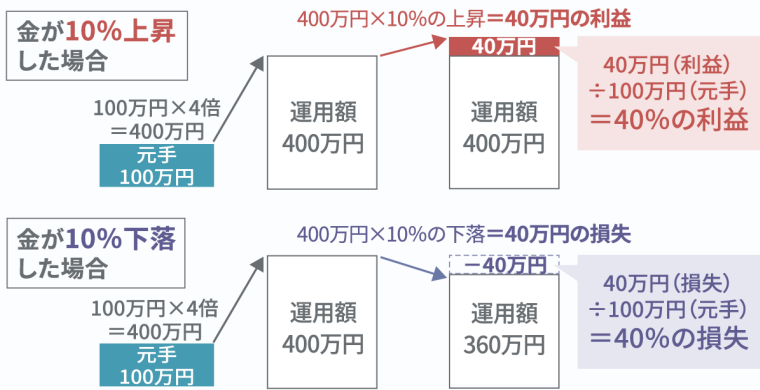 金が10%上昇
した場合
400万円×10%の上昇＝40万円の利益
100万円×4倍
＝400万円
元手
100万円
運用額
400万円
40万円
運用額
400万円
40万円（利益）
÷100万円（元手）
＝40%の利益
金が10%下落
した場合
400万円×10%の下落＝40万円の損失
100万円×4倍
＝400万円
元手
100万円
運用額
400万円
－40万円
運用額
360万円
40万円（損失）
÷100万円（元手）
＝40%の損失